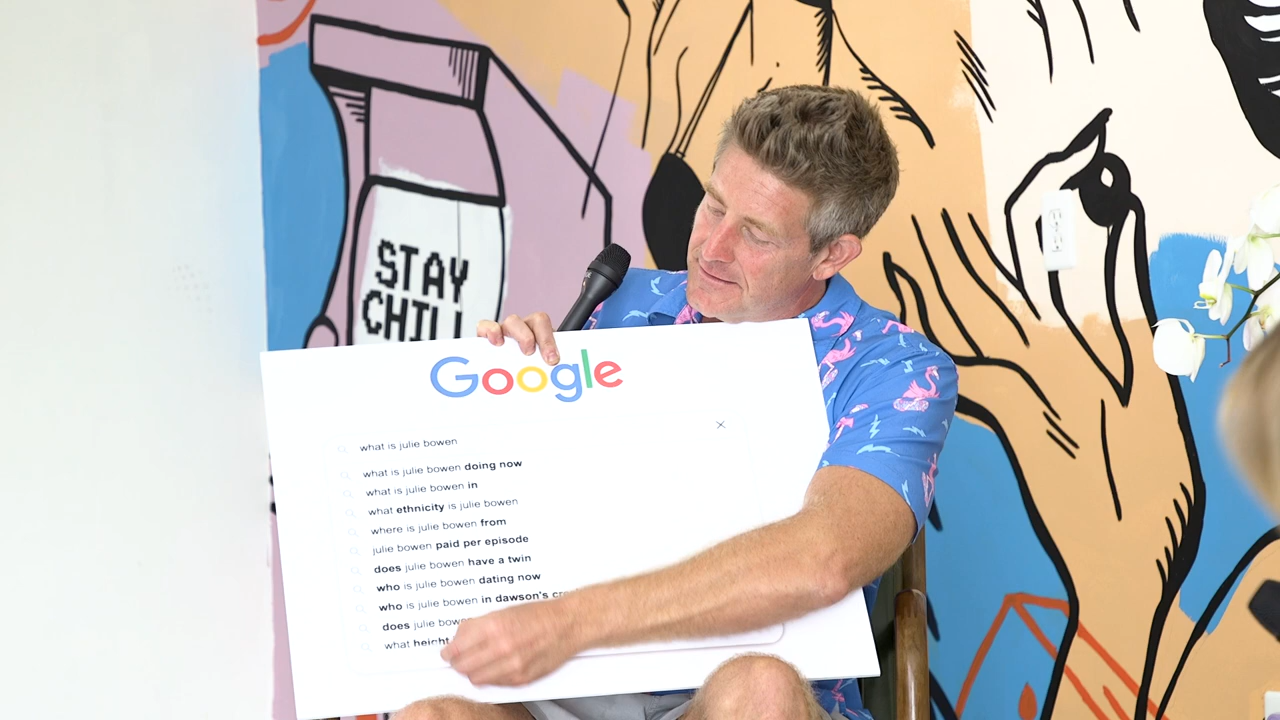 STAY
CHILL
Google
what is julie bowen
what is julie bowen doing now
what is julie bowen in
what ethnicity is julie bowen
where is julie bowen from
julie bowen paid per episode
does julie bowen have a twin
who is julie bowen dating now
who is julie bowen in dawson's
does julie
what height